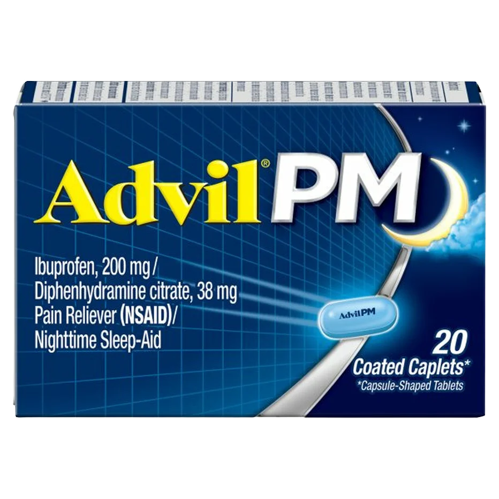 Advil® PM
Ibuprofen, 200 mg/
Diphenhydramine citrate, 38 mg
Pain Reliever (NSAID)/
Nighttime Sleep-Aid
AdvilPM
20
Coated Caplets*
*Capsule-Shaped Tablets